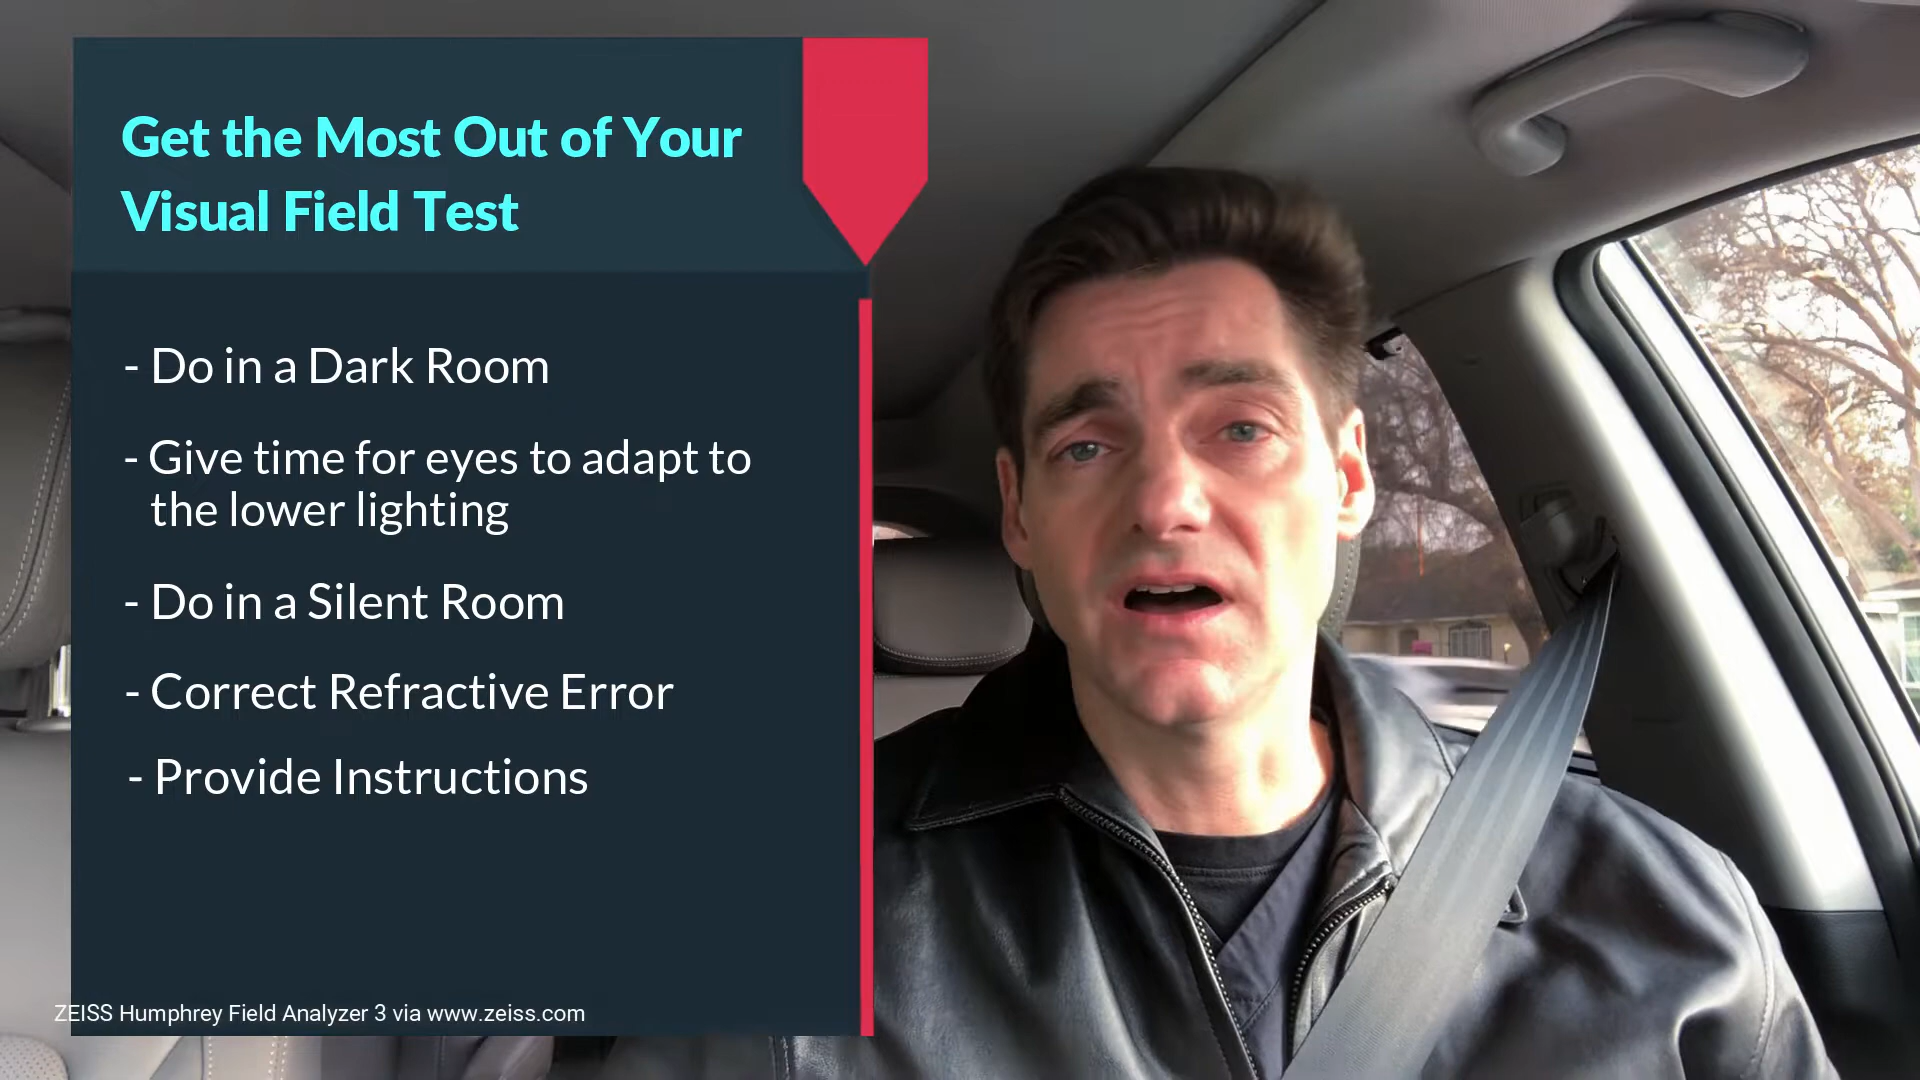 Get the Most Out of Your
Visual Field Test
- Do in a Dark Room
- Give time for eyes to adapt to
the lower lighting
- Do in a Silent Room
- Correct Refractive Error
- Provide Instructions
ZEISS Humphrey Field Analyzer 3 via www.zeiss.com